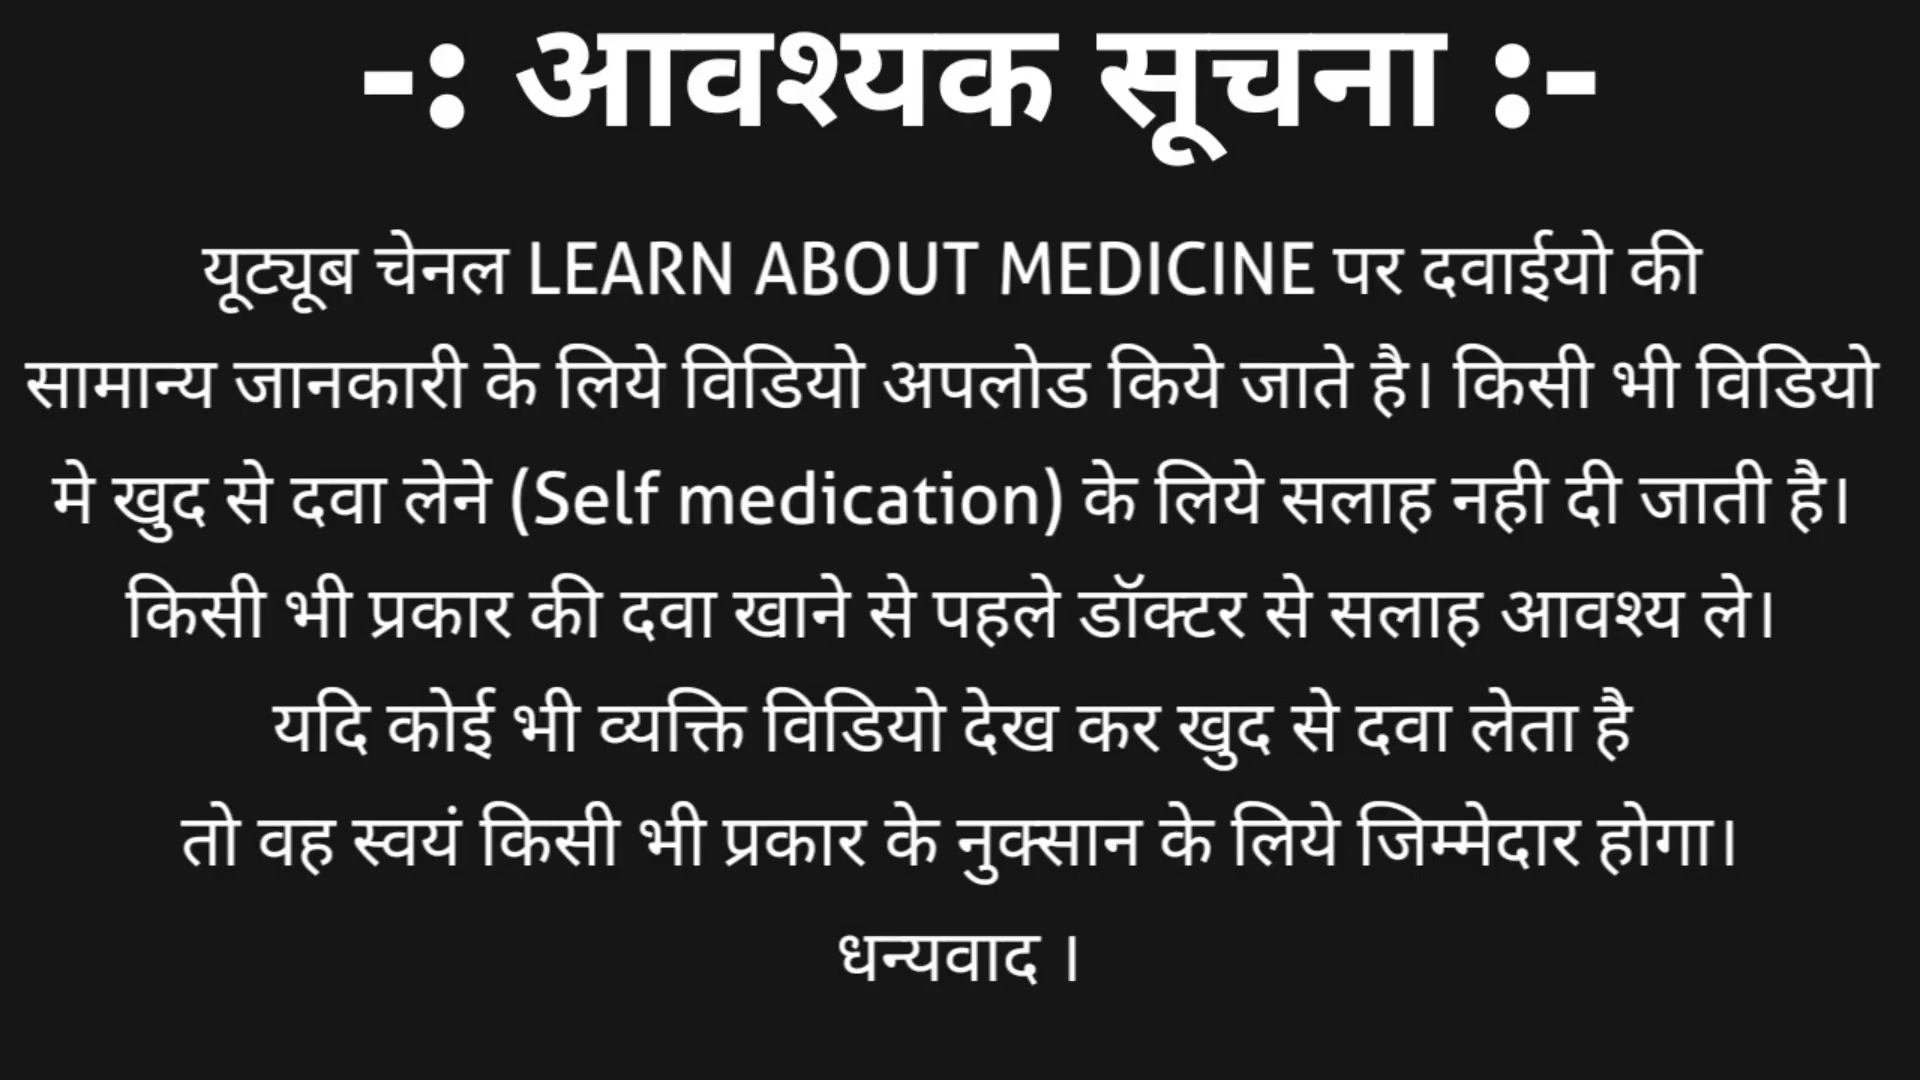 -: आवश्यक सूचना :-
यूट्यूब चेनल LEARN ABOUT MEDICINE पर दवाईयो की
सामान्य जानकारी के लिये विडियो अपलोड किये जाते है। किसी भी विडियो
मे खुद से दवा लेने (Self medication) के लिये सलाह नही दी जाती है।
किसी भी प्रकार की दवा खाने से पहले डॉक्टर से सलाह आवश्य ले।
यदि कोई भी व्यक्ति विडियो देख कर खुद से दवा लेता है
तो वह स्वयं किसी भी प्रकार के नुक्सान के लिये जिम्मेदार होगा।
धन्यवाद ।